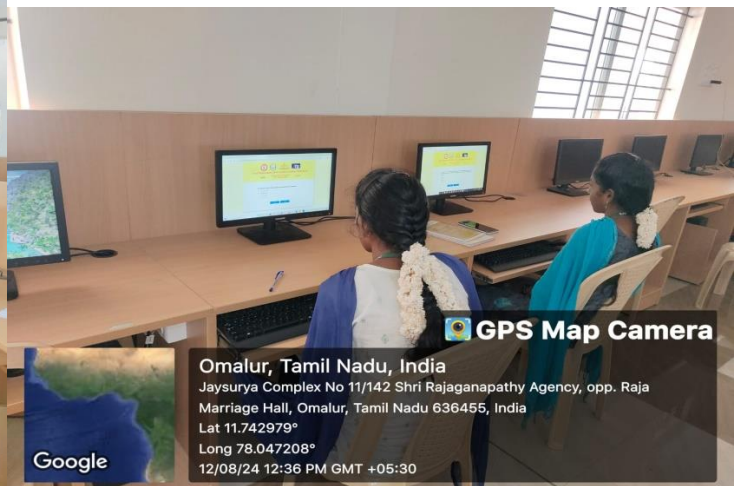 GPS Map Camera
Omalur, Tamil Nadu, India
Jaysurya Complex No 11/142 Shri Rajaganapathy Agency, opp. Raja
Marriage Hall, Omalur, Tamil Nadu 636455, India
Lat 11.742979°
Long 78.047208°
12/08/24 12:36 PM GMT +05:30
Google